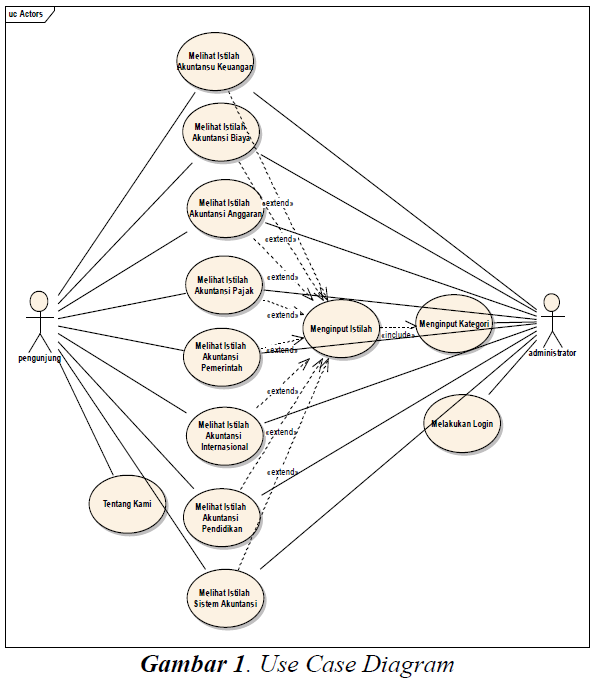 uc Actors
Melihat Istilah
Akuntansu Keuangan
Melihat Istilah
Akuntansi Biaya
Melihat Istilah
Akuntansi Anggaran
«extend»
«extend»
Melihat Istilah
Akuntansi Pajak
«extend»
«extend»
Menginput Istilah
Menginput Kategori
«include»
pengunjung
administrator
Melihat Istilah
Akuntansi
Pemerintah
«extend»
«extend»
Melihat Istilah
Akuntansi
Internasional
«extend»
Melakukan Login
«extend»
Tentang Kami
Melihat Istilah
Akuntansi
Pendidikan
Melihat Istilah
Sistem Akuntansi
Gambar 1. Use Case Diagram